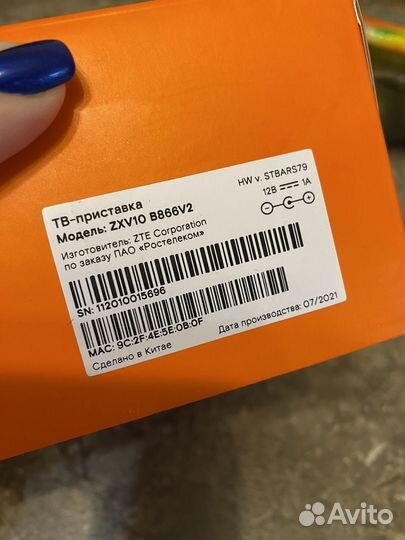 ТВ-приставка
Модель: ZXV10 B866V2
HW v. STBARS79
12В 1А
Изготовитель: ZTE Corporation
по заказу ПАО «Ростелеком»
SN: 112010015696
MAC: 9C:2F:4E:5E:0B:0F
Сделано в Китае
Дата производства: 07/2021
Avito